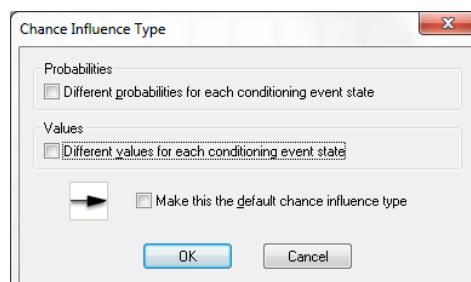 Chance Influence Type
Probabilities
Different probabilities for each conditioning event state
Values
Different values for each conditioning event state
Make this the default chance influence type
OK
Cancel